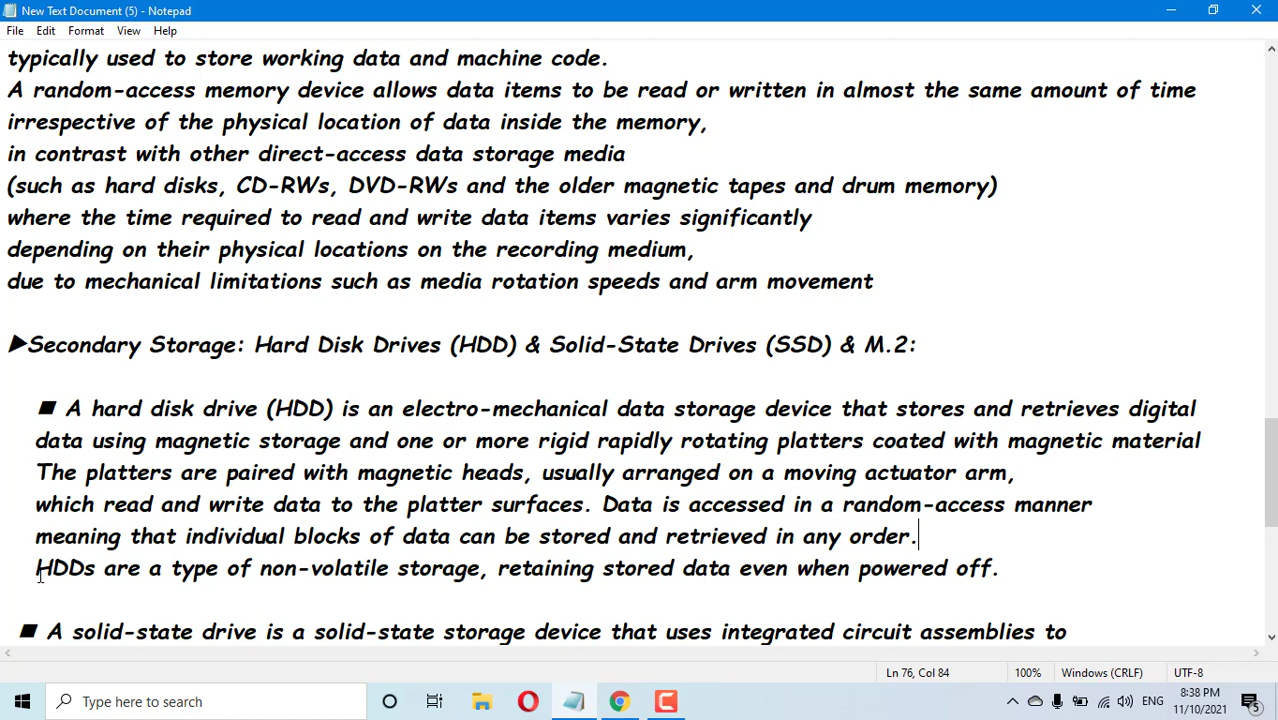 New Text Document (5) - Notepad
File Edit Format View Help
typically used to store working data and machine code.
A random-access memory device allows data items to be read or written in almost the same amount of time
irrespective of the physical location of data inside the memory,
in contrast with other direct-access data storage media
(such as hard disks, CD-RWs, DVD-RWs and the older magnetic tapes and drum memory)
where the time required to read and write data items varies significantly
depending on their physical locations on the recording medium,
due to mechanical limitations such as media rotation speeds and arm movement
▶Secondary Storage: Hard Disk Drives (HDD) & Solid-State Drives (SSD) & M.2:
■ A hard disk drive (HDD) is an electro-mechanical data storage device that stores and retrieves digital
data using magnetic storage and one or more rigid rapidly rotating platters coated with magnetic material
The platters are paired with magnetic heads, usually arranged on a moving actuator arm,
which read and write data to the platter surfaces. Data is accessed in a random-access manner
meaning that individual blocks of data can be stored and retrieved in any order.
HDDs are a type of non-volatile storage, retaining stored data even when powered off.
■ A solid-state drive is a solid-state storage device that uses integrated circuit assemblies to
Ln 76, Col 84 100% Windows (CRLF) UTF-8
Type here to search ENG 8:38 PM
11/10/2021 5